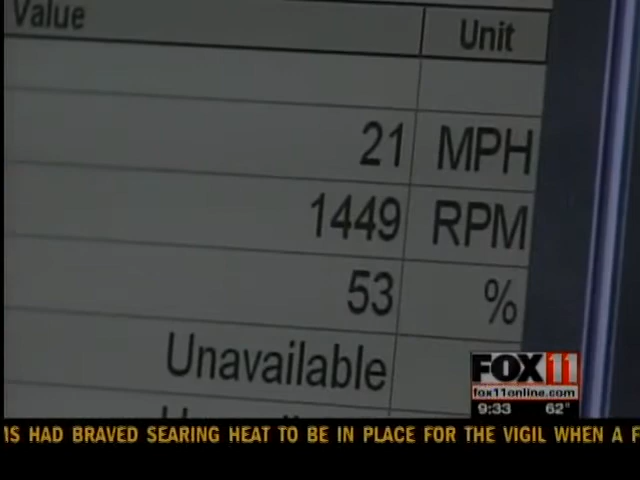 Value Unit
21 MPH
1449 RPM
53 %
Unavailable
FOX 11
fox11online.com
9:33 62°
MS HAD BRAVED SEARING HEAT TO BE IN PLACE FOR THE VIGIL WHEN A F